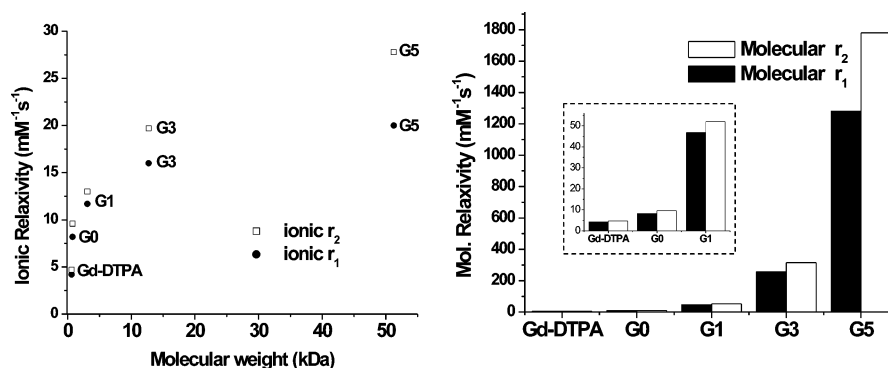 30
25
20
15
10
5
0
Ionic Relaxivity (mM⁻¹s⁻¹)
G5
G5
G3
G3
G1
G0
Gd-DTPA
ionic r₂
ionic r₁
0 10 20 30 40 50
Molecular weight (kDa)
1800
1600
1400
1200
1000
800
600
400
200
0
Mol. Relaxivity (mM⁻¹s⁻¹)
Molecular r₂
Molecular r₁
50
40
30
20
10
0
Gd-DTPA G0 G1
Gd-DTPA G0 G1 G3 G5